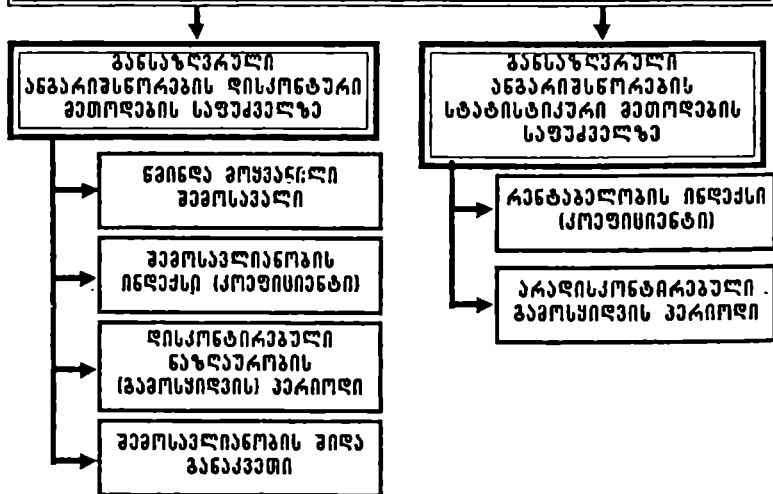 განსაზღვრული
ანგარიშსწორების დისკონტური
მეთოდების საფუძველზე
წმინდა მოყვანილი
შემოსავალი
შემოსავლიანობის
ინდექსი (კოეფიციენტი)
დისკონტირებული
ნაზღაურობის
(გამოსყიდვის) პერიოდი
შემოსავლიანობის შიდა
განაკვეთი
განსაზღვრული
ანგარიშსწორების
სტატისტიკური მეთოდების
საფუძველზე
რენტაბელობის ინდექსი
(კოეფიციენტი)
არადისკონტირებული
გამოსყიდვის პერიოდი